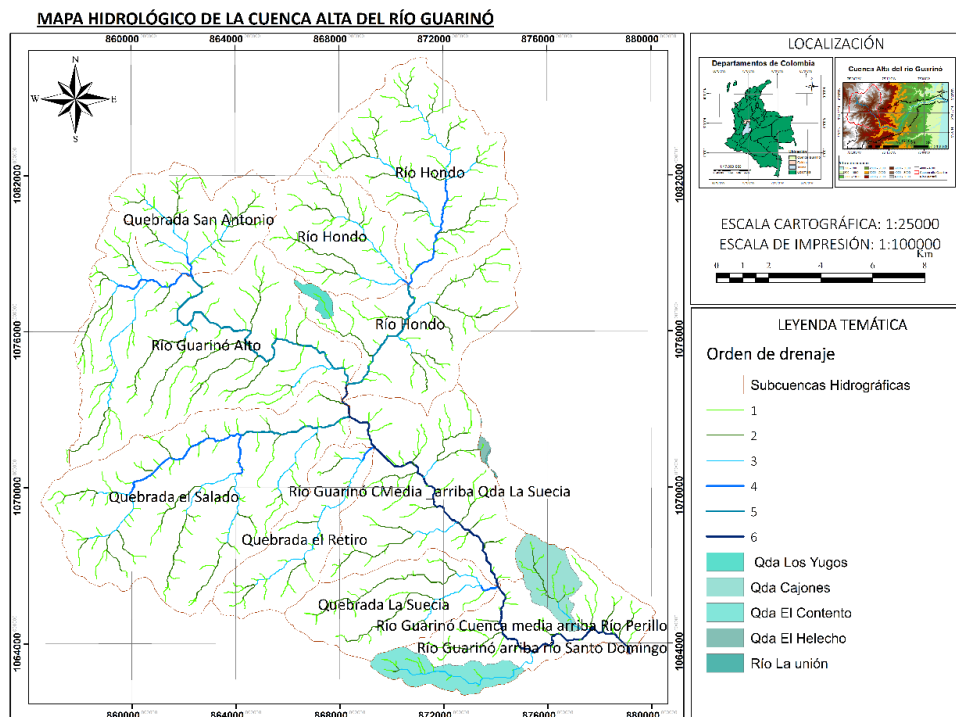 MAPA HIDROLÓGICO DE LA CUENCA ALTA DEL RÍO GUARINÓ
860000 864000 868000 872000 876000 880000
N
W E
S
1082000
1076000
1070000
1064000
Río Hondo
Quebrada San Antonio
Río Hondo
Río Hondo
Río Guarinó Alto
Quebrada el Salado
Río Guarinó CMedia _arriba Qda La Suecia
Quebrada el Retiro
Quebrada La Suecia
Río Guarinó Cuenca media arriba Río Perillo
Río Guarinó arriba río Santo Domingo
1082000
1076000
1070000
1064000
860000 864000 868000 872000 876000 880000
LOCALIZACIÓN
Departamentos de Colombia
Cuenca Alta del río Guarinó
ESCALA CARTOGRÁFICA: 1:25000
ESCALA DE IMPRESIÓN: 1:100000
Km
0 1 2 4 6 8
LEYENDA TEMÁTICA
Orden de drenaje
Subcuencas Hidrográficas
1
2
3
4
5
6
Qda Los Yugos
Qda Cajones
Qda El Contento
Qda El Helecho
Río La unión